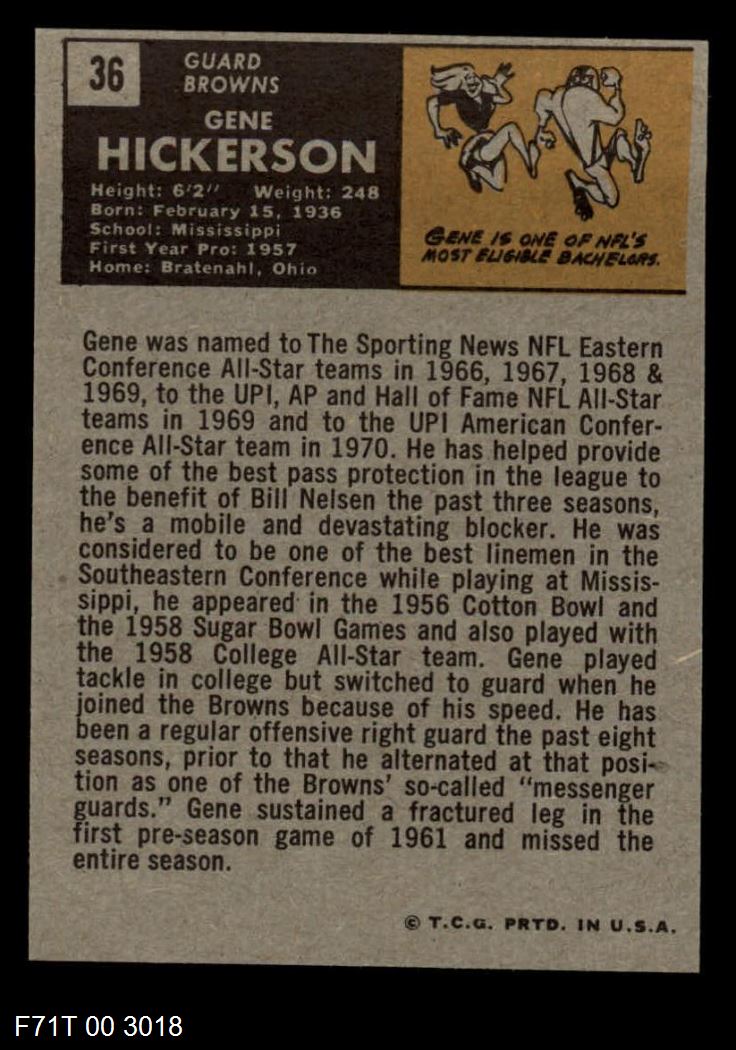 36
GUARD
BROWNS
GENE
HICKERSON
Height: 6'2" Weight: 248
Born: February 15, 1936
School: Mississippi
First Year Pro: 1957
Home: Bratenahl, Ohio
GENE IS ONE OF NFL'S
MOST ELIGIBLE BACHELORS.
Gene was named to The Sporting News NFL Eastern
Conference All-Star teams in 1966, 1967, 1968 &
1969, to the UPI, AP and Hall of Fame NFL All-Star
teams in 1969 and to the UPI American Confer-
ence All-Star team in 1970. He has helped provide
some of the best pass protection in the league to
the benefit of Bill Nelsen the past three seasons,
he's a mobile and devastating blocker. He was
considered to be one of the best linemen in the
Southeastern Conference while playing at Missis-
sippi, he appeared in the 1956 Cotton Bowl and
the 1958 Sugar Bowl Games and also played with
the 1958 College All-Star team. Gene played
tackle in college but switched to guard when he
joined the Browns because of his speed. He has
been a regular offensive right guard the past eight
seasons, prior to that he alternated at that posi-
tion as one of the Browns' so-called "messenger
guards." Gene sustained a fractured leg in the
first pre-season game of 1961 and missed the
entire season.
© T.C.G. PRTD. IN U.S.A.
F71T 00 3018